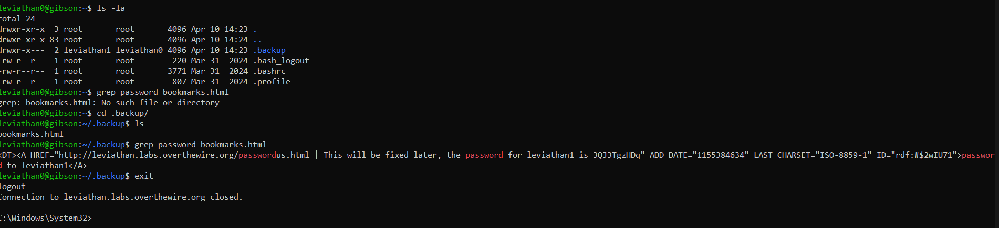 leviathan0@gibson:~$ ls -la
total 24
drwxr-xr-x  3 root       root       4096 Apr 10 14:23 .
drwxr-xr-x 83 root       root       4096 Apr 10 14:24 ..
drwxr-x---  2 leviathan1 leviathan0 4096 Apr 10 14:23 .backup
-rw-r--r--  1 root       root        220 Mar 31  2024 .bash_logout
-rw-r--r--  1 root       root       3771 Mar 31  2024 .bashrc
-rw-r--r--  1 root       root        807 Mar 31  2024 .profile
leviathan0@gibson:~$ grep password bookmarks.html
grep: bookmarks.html: No such file or directory
leviathan0@gibson:~$ cd .backup/
leviathan0@gibson:~/.backup$ ls
bookmarks.html
leviathan0@gibson:~/.backup$ grep password bookmarks.html
<DT><A HREF="http://leviathan.labs.overthewire.org/passwordus.html | This will be fixed later, the password for leviathan1 is 3QJ3TgzHDq" ADD_DATE="1155384634" LAST_CHARSET="ISO-8859-1" ID="rdf:#$2wIU71">passwor
d to leviathan1</A>
leviathan0@gibson:~/.backup$ exit
logout
Connection to leviathan.labs.overthewire.org closed.
C:\Windows\System32>